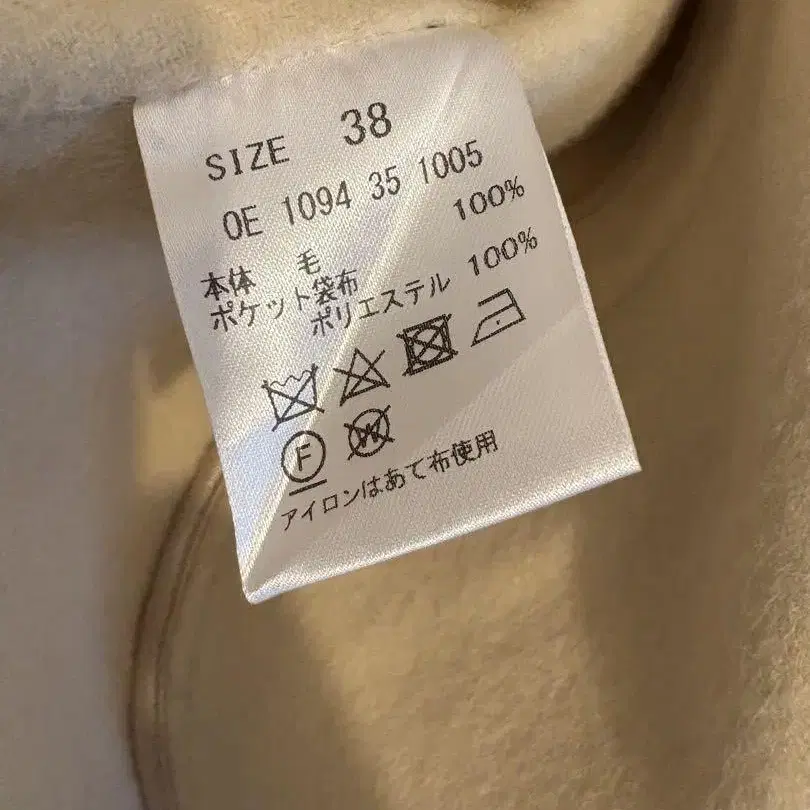 SIZE 38
OE 1094 35 1005
本体 毛 100%
ポケット袋布
ポリエステル 100%
F W
アイロンはあて布使用